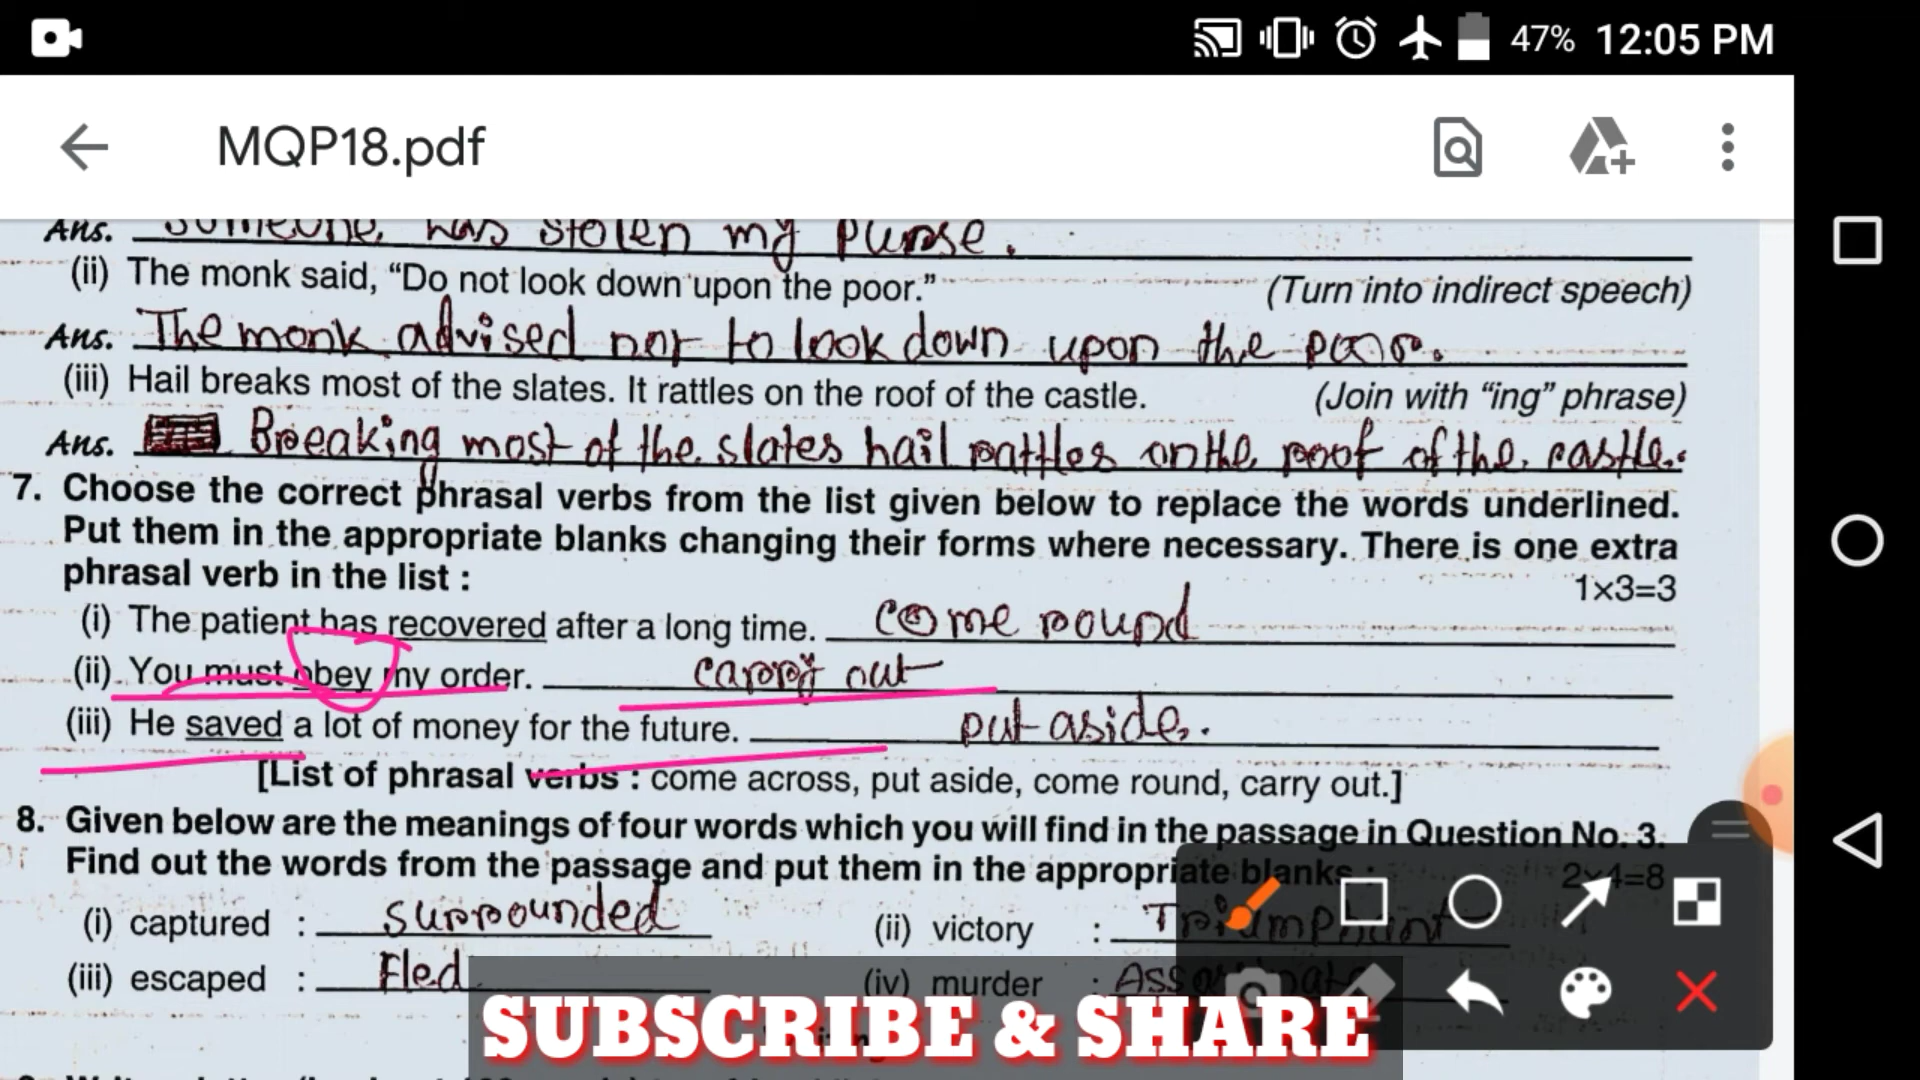 47% 12:05 PM
MQP18.pdf
Ans. Someone has stolen my purse.
(ii) The monk said, “Do not look down upon the poor.” (Turn into indirect speech)
Ans. The monk advised not to look down upon the poor.
(iii) Hail breaks most of the slates. It rattles on the roof of the castle. (Join with “ing” phrase)
Ans. Breaking most of the slates hail rattles on the roof of the castle.
7. Choose the correct phrasal verbs from the list given below to replace the words underlined.
Put them in the appropriate blanks changing their forms where necessary. There is one extra
phrasal verb in the list : 1×3=3
(i) The patient has recovered after a long time. come round
(ii) You must obey my order. carry out
(iii) He saved a lot of money for the future. put aside.
[List of phrasal verbs : come across, put aside, come round, carry out.]
8. Given below are the meanings of four words which you will find in the passage in Question No. 3.
Find out the words from the passage and put them in the appropriate blanks : 2×4=8
(i) captured : surrounded (ii) victory : Triumphant
(iii) escaped : Fled (iv) murder :
SUBSCRIBE & SHARE